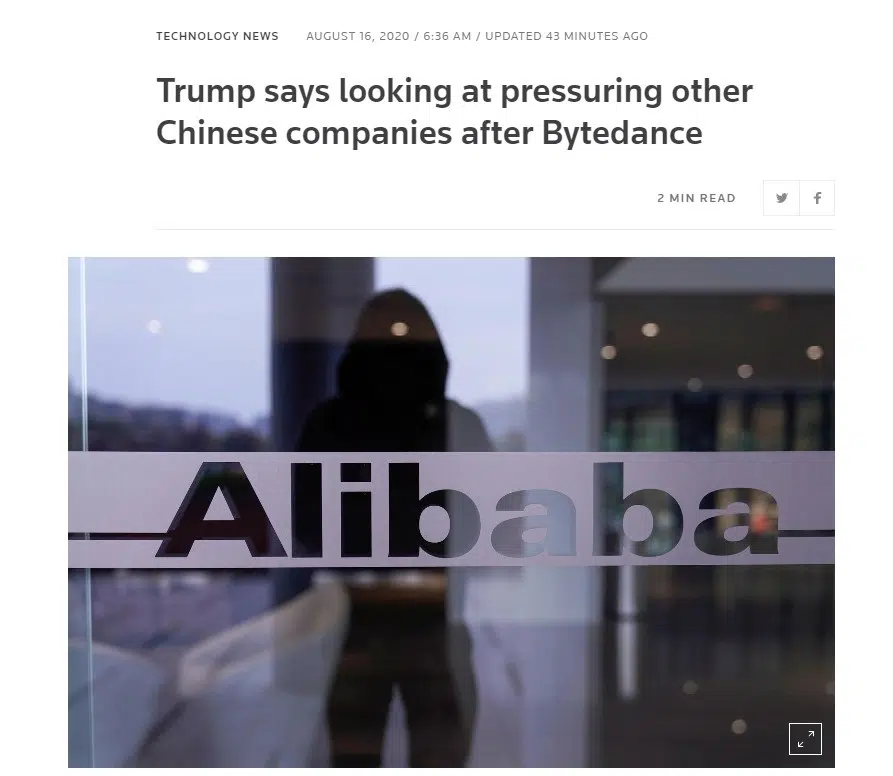 TECHNOLOGY NEWS AUGUST 16, 2020 / 6:36 AM / UPDATED 43 MINUTES AGO
Trump says looking at pressuring other
Chinese companies after Bytedance
2 MIN READ
Alibaba